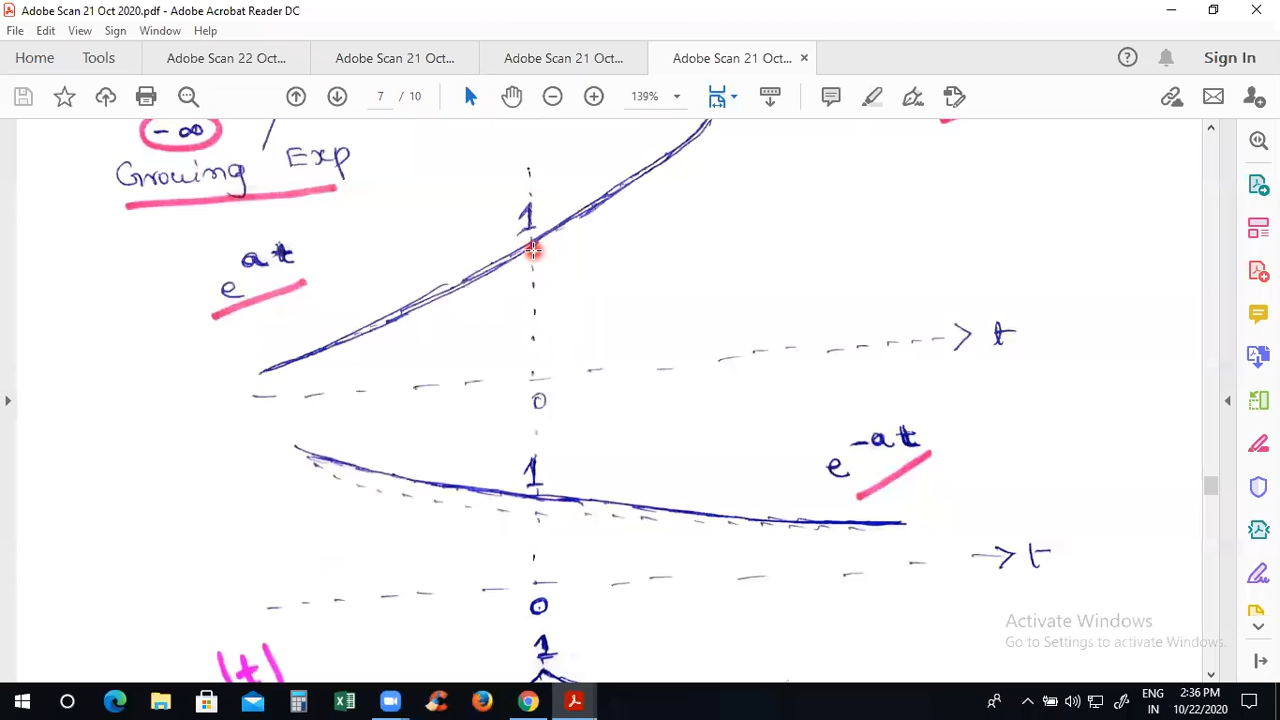 Adobe Scan 21 Oct 2020.pdf - Adobe Acrobat Reader DC
File Edit View Sign Window Help
Home Tools Adobe Scan 22 Oct... Adobe Scan 21 Oct... Adobe Scan 21 Oct... Adobe Scan 21 Oct... ×
Sign In
7 / 10 139%
- ∞
Growing Exp
1
e^at
t
0
e^-at
1
t
0
1
|t|
Activate Windows
Go to Settings to activate Windows.
ENG 2:36 PM
IN 10/22/2020